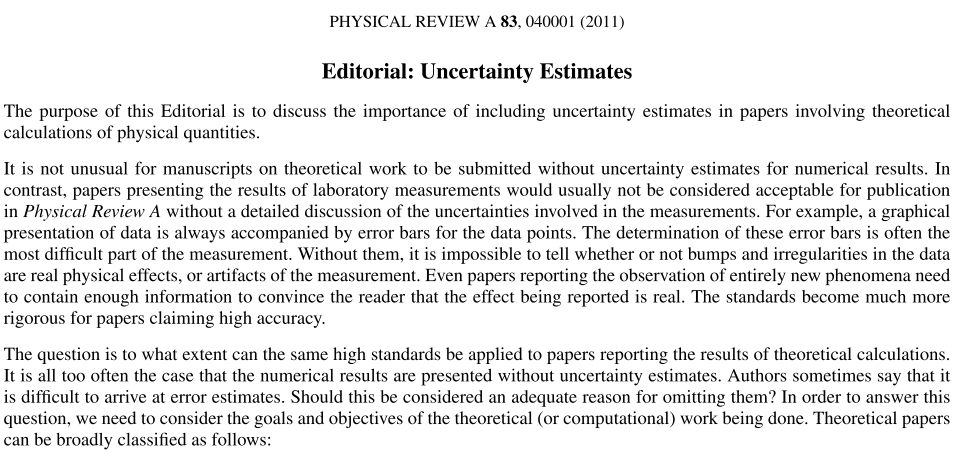 PHYSICAL REVIEW A 83, 040001 (2011)
Editorial: Uncertainty Estimates
The purpose of this Editorial is to discuss the importance of including uncertainty estimates in papers involving theoretical
calculations of physical quantities.
It is not unusual for manuscripts on theoretical work to be submitted without uncertainty estimates for numerical results. In
contrast, papers presenting the results of laboratory measurements would usually not be considered acceptable for publication
in Physical Review A without a detailed discussion of the uncertainties involved in the measurements. For example, a graphical
presentation of data is always accompanied by error bars for the data points. The determination of these error bars is often the
most difficult part of the measurement. Without them, it is impossible to tell whether or not bumps and irregularities in the data
are real physical effects, or artifacts of the measurement. Even papers reporting the observation of entirely new phenomena need
to contain enough information to convince the reader that the effect being reported is real. The standards become much more
rigorous for papers claiming high accuracy.
The question is to what extent can the same high standards be applied to papers reporting the results of theoretical calculations.
It is all too often the case that the numerical results are presented without uncertainty estimates. Authors sometimes say that it
is difficult to arrive at error estimates. Should this be considered an adequate reason for omitting them? In order to answer this
question, we need to consider the goals and objectives of the theoretical (or computational) work being done. Theoretical papers
can be broadly classified as follows: